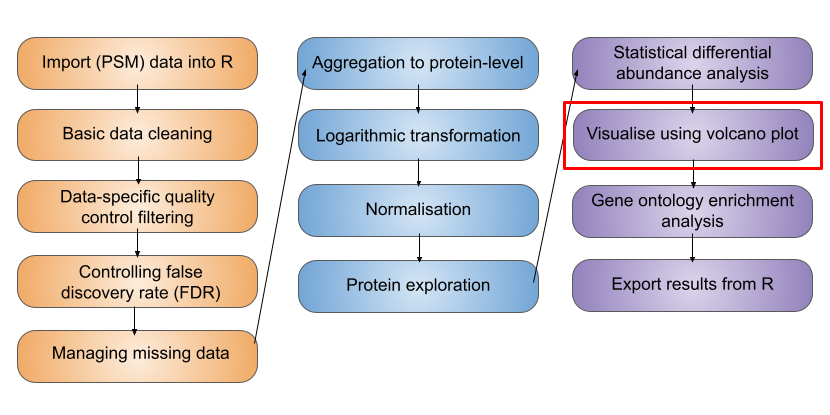 Import (PSM) data into R
Basic data cleaning
Data-specific quality
control filtering
Controlling false
discovery rate (FDR)
Managing missing data
Aggregation to protein-level
Logarithmic transformation
Normalisation
Protein exploration
Statistical differential
abundance analysis
Visualise using volcano plot
Gene ontology enrichment
analysis
Export results from R